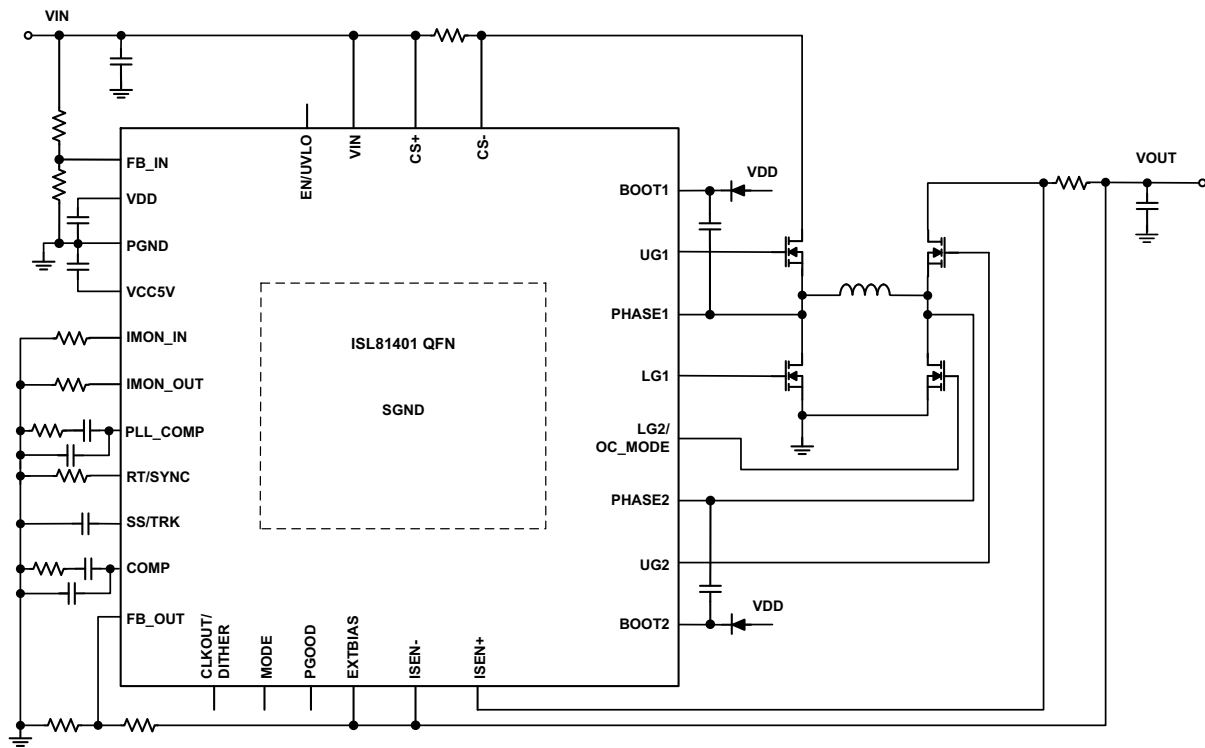 VIN
EN/UVLO
VIN
CS+
CS-
FB_IN
VDD
PGND
VCC5V
IMON_IN
IMON_OUT
PLL_COMP
RT/SYNC
SS/TRK
COMP
FB_OUT
ISL81401 QFN
SGND
BOOT1
VDD
UG1
PHASE1
LG1
LG2/
OC_MODE
PHASE2
UG2
BOOT2
VDD
VOUT
CLKOUT/
DITHER
MODE
PGOOD
EXTBIAS
ISEN-
ISEN+